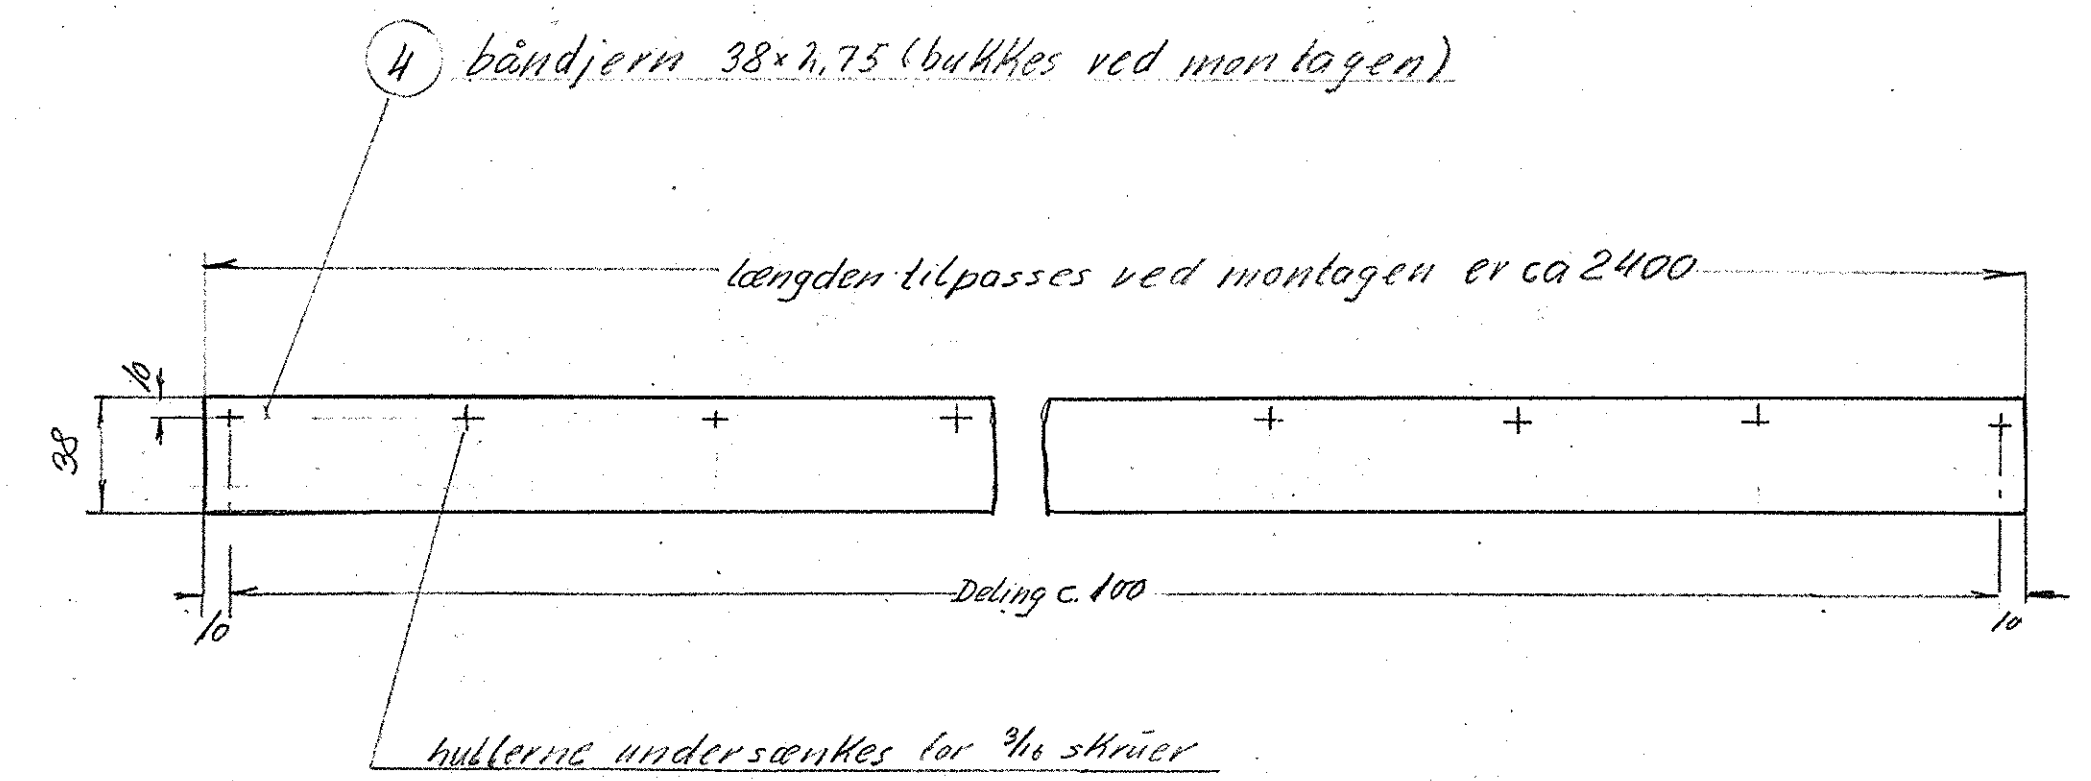 4 båndjern 38×2,75 (bukkes ved montagen)
længden tilpasses ved montagen er ca 2400
10
38
Deling c. 100
10
10
hullerne undersænkes for 3/16 skruer